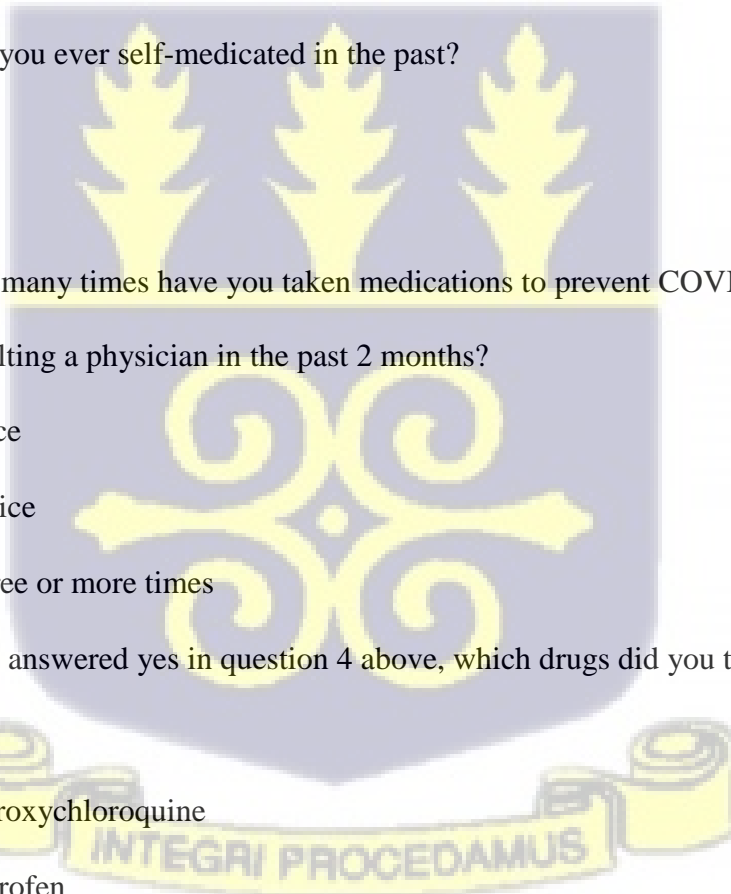 you ever self-medicated in the past?
many times have you taken medications to prevent COVI
lting a physician in the past 2 months?
ce
ice
ree or more times
answered yes in question 4 above, which drugs did you t
roxychloroquine
INTEGRI PROCEDAMUS
rofen